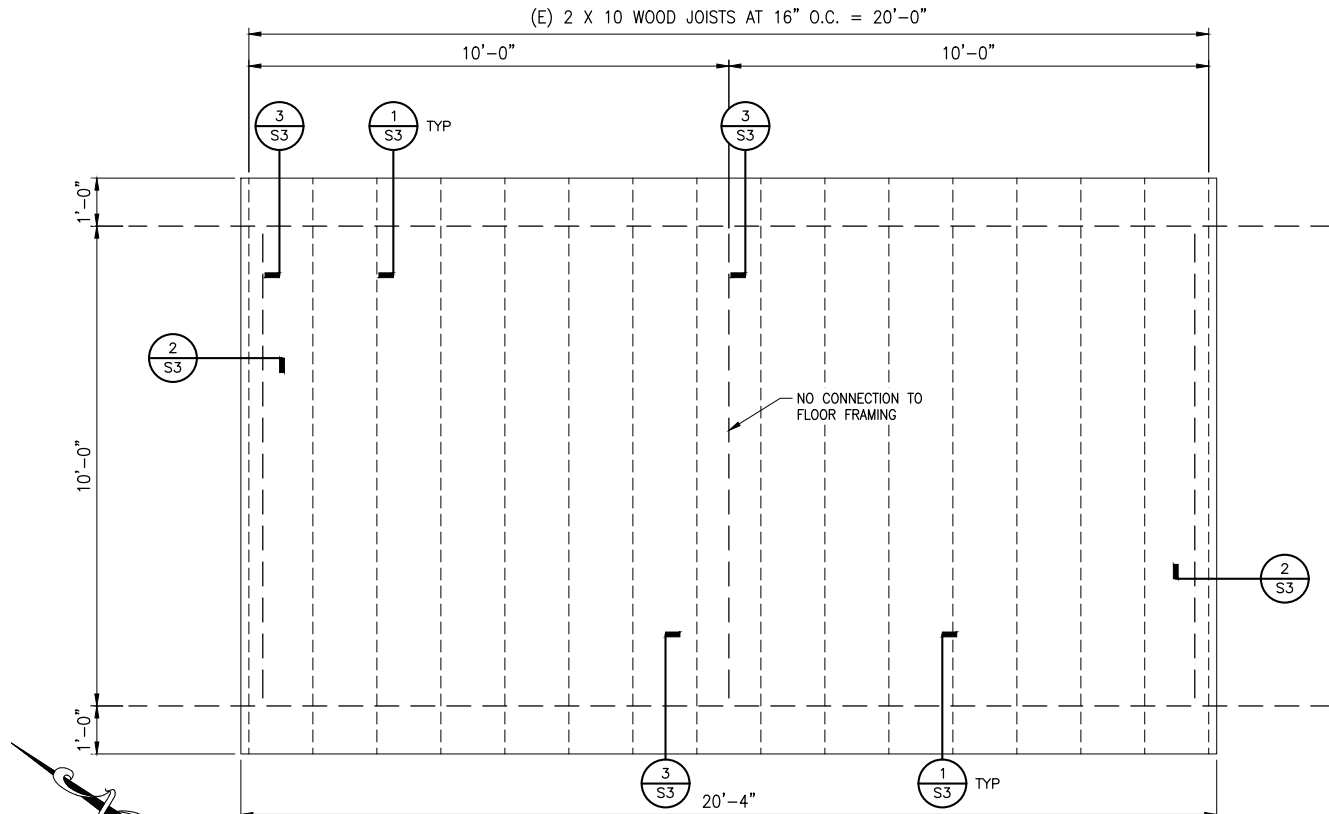 (E) 2 X 10 WOOD JOISTS AT 16" O.C. = 20'-0"
10'-0"
10'-0"
3
S3
1
S3
TYP
3
S3
1'-0"
2
S3
NO CONNECTION TO
FLOOR FRAMING
10'-0"
2
S3
1'-0"
3
S3
1
S3
TYP
20'-4"